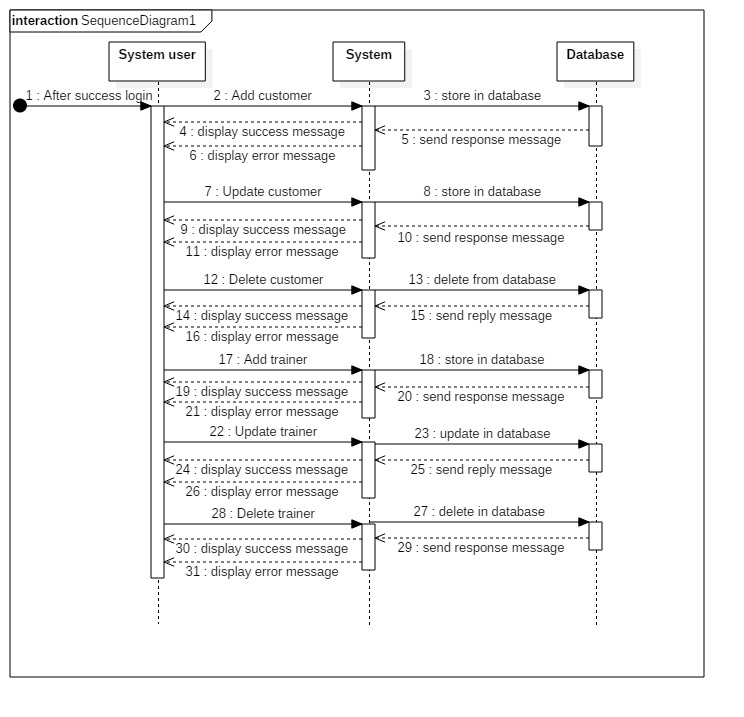 interaction SequenceDiagram1
System user
System
Database
1 : After success login
2 : Add customer
3 : store in database
4 : display success message
5 : send response message
6 : display error message
7 : Update customer
8 : store in database
9 : display success message
10 : send response message
11 : display error message
12 : Delete customer
13 : delete from database
14 : display success message
15 : send reply message
16 : display error message
17 : Add trainer
18 : store in database
19 : display success message
20 : send response message
21 : display error message
22 : Update trainer
23 : update in database
24 : display success message
25 : send reply message
26 : display error message
28 : Delete trainer
27 : delete in database
30 : display success message
29 : send response message
31 : display error message